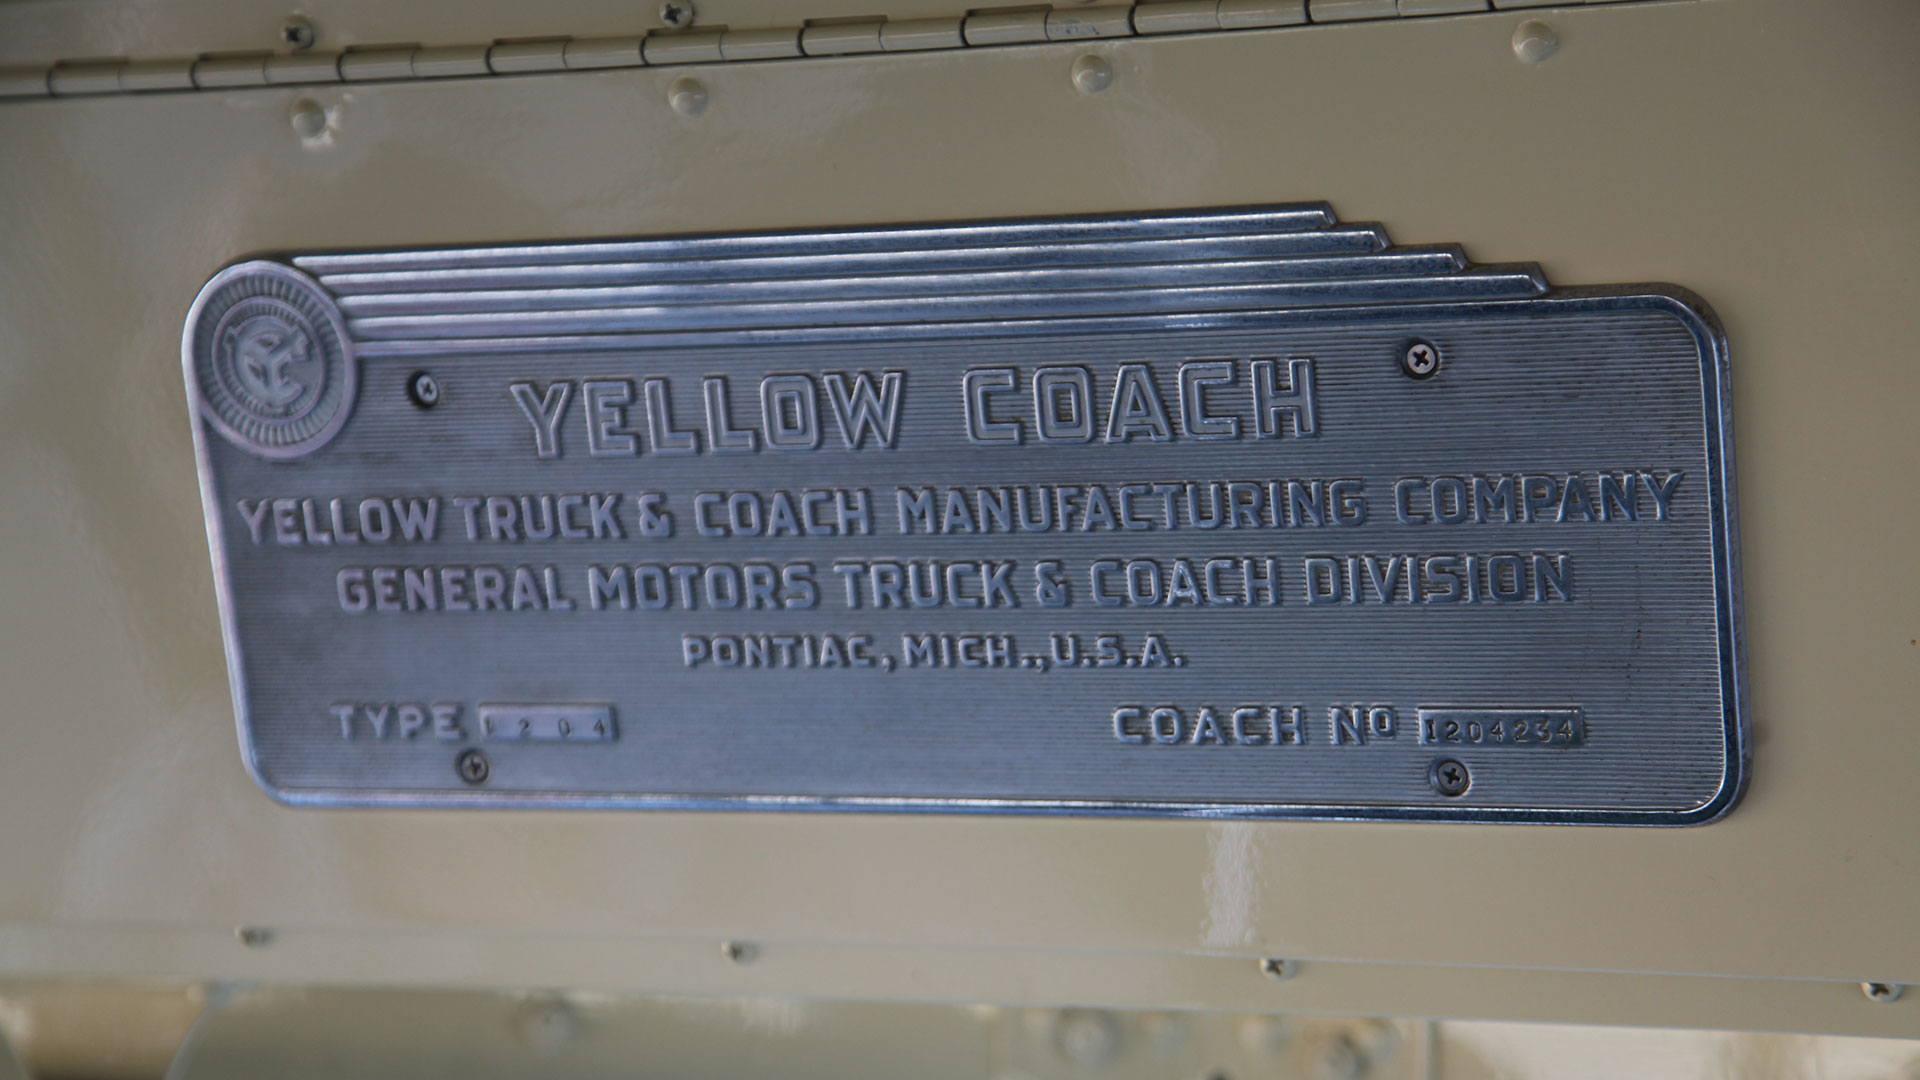 YELLOW COACH
YELLOW TRUCK & COACH MANUFACTURING COMPANY
GENERAL MOTORS TRUCK & COACH DIVISION
PONTIAC, MICH., U.S.A.
TYPE 1204 COACH NO 1204234